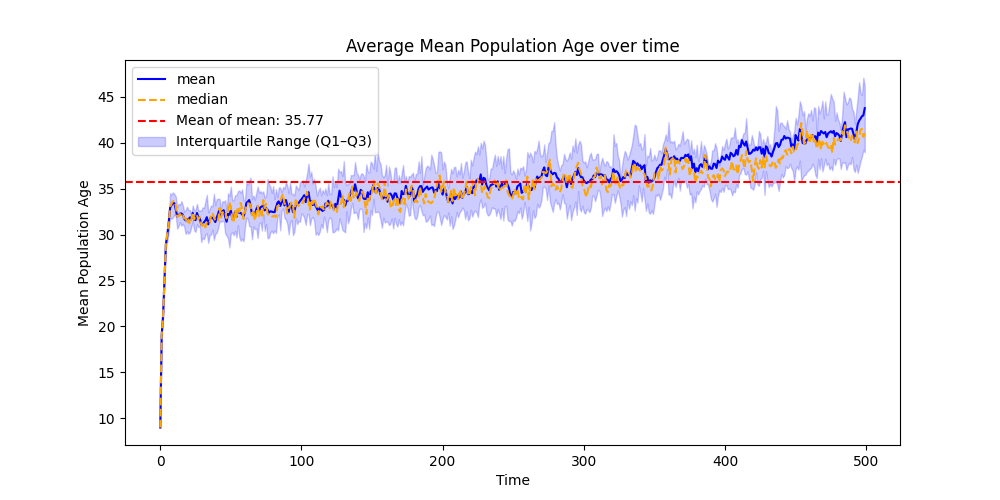 Average Mean Population Age over time
mean
median
Mean of mean: 35.77
Interquartile Range (Q1–Q3)
Mean Population Age
45
40
35
30
25
20
15
10
0
100
200
300
400
500
Time